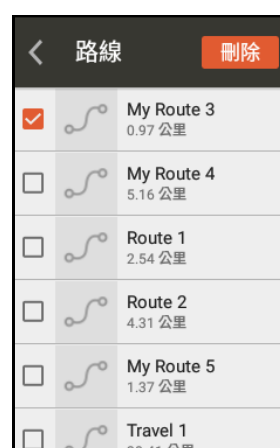 路線
刪除
My Route 3
0.97 公里
My Route 4
5.16 公里
Route 1
2.54 公里
Route 2
4.31 公里
My Route 5
1.37 公里
Travel 1